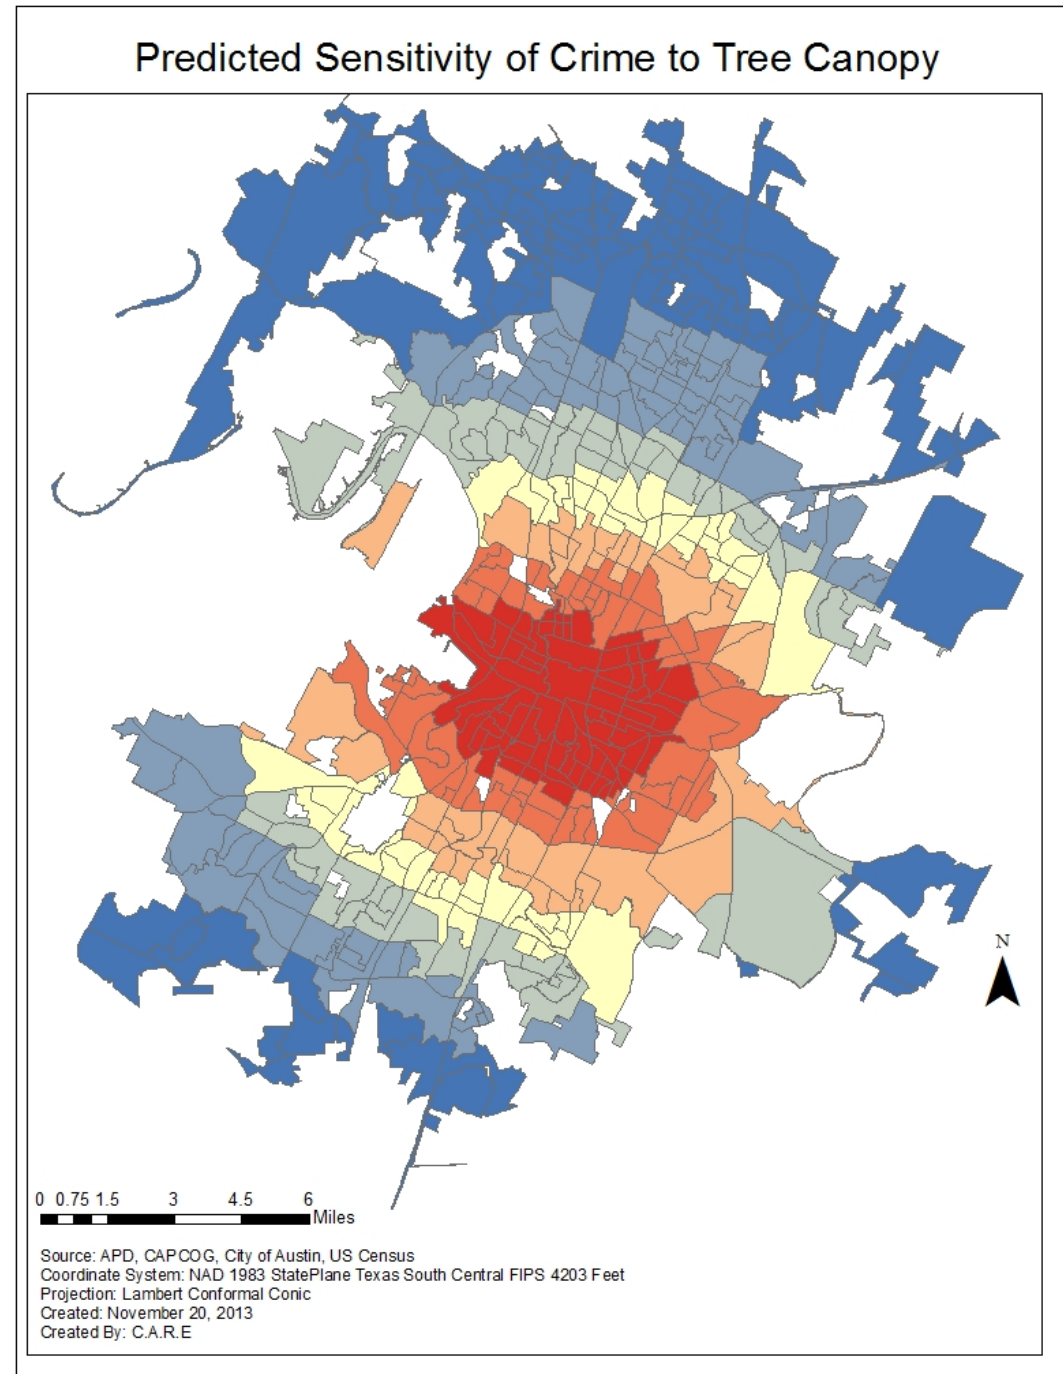 Predicted Sensitivity of Crime to Tree Canopy
N
0 0.75 1.5 3 4.5 6
Miles
Source: APD, CAPCOG, City of Austin, US Census
Coordinate System: NAD 1983 StatePlane Texas South Central FIPS 4203 Feet
Projection: Lambert Conformal Conic
Created: November 20, 2013
Created By: C.A.R.E